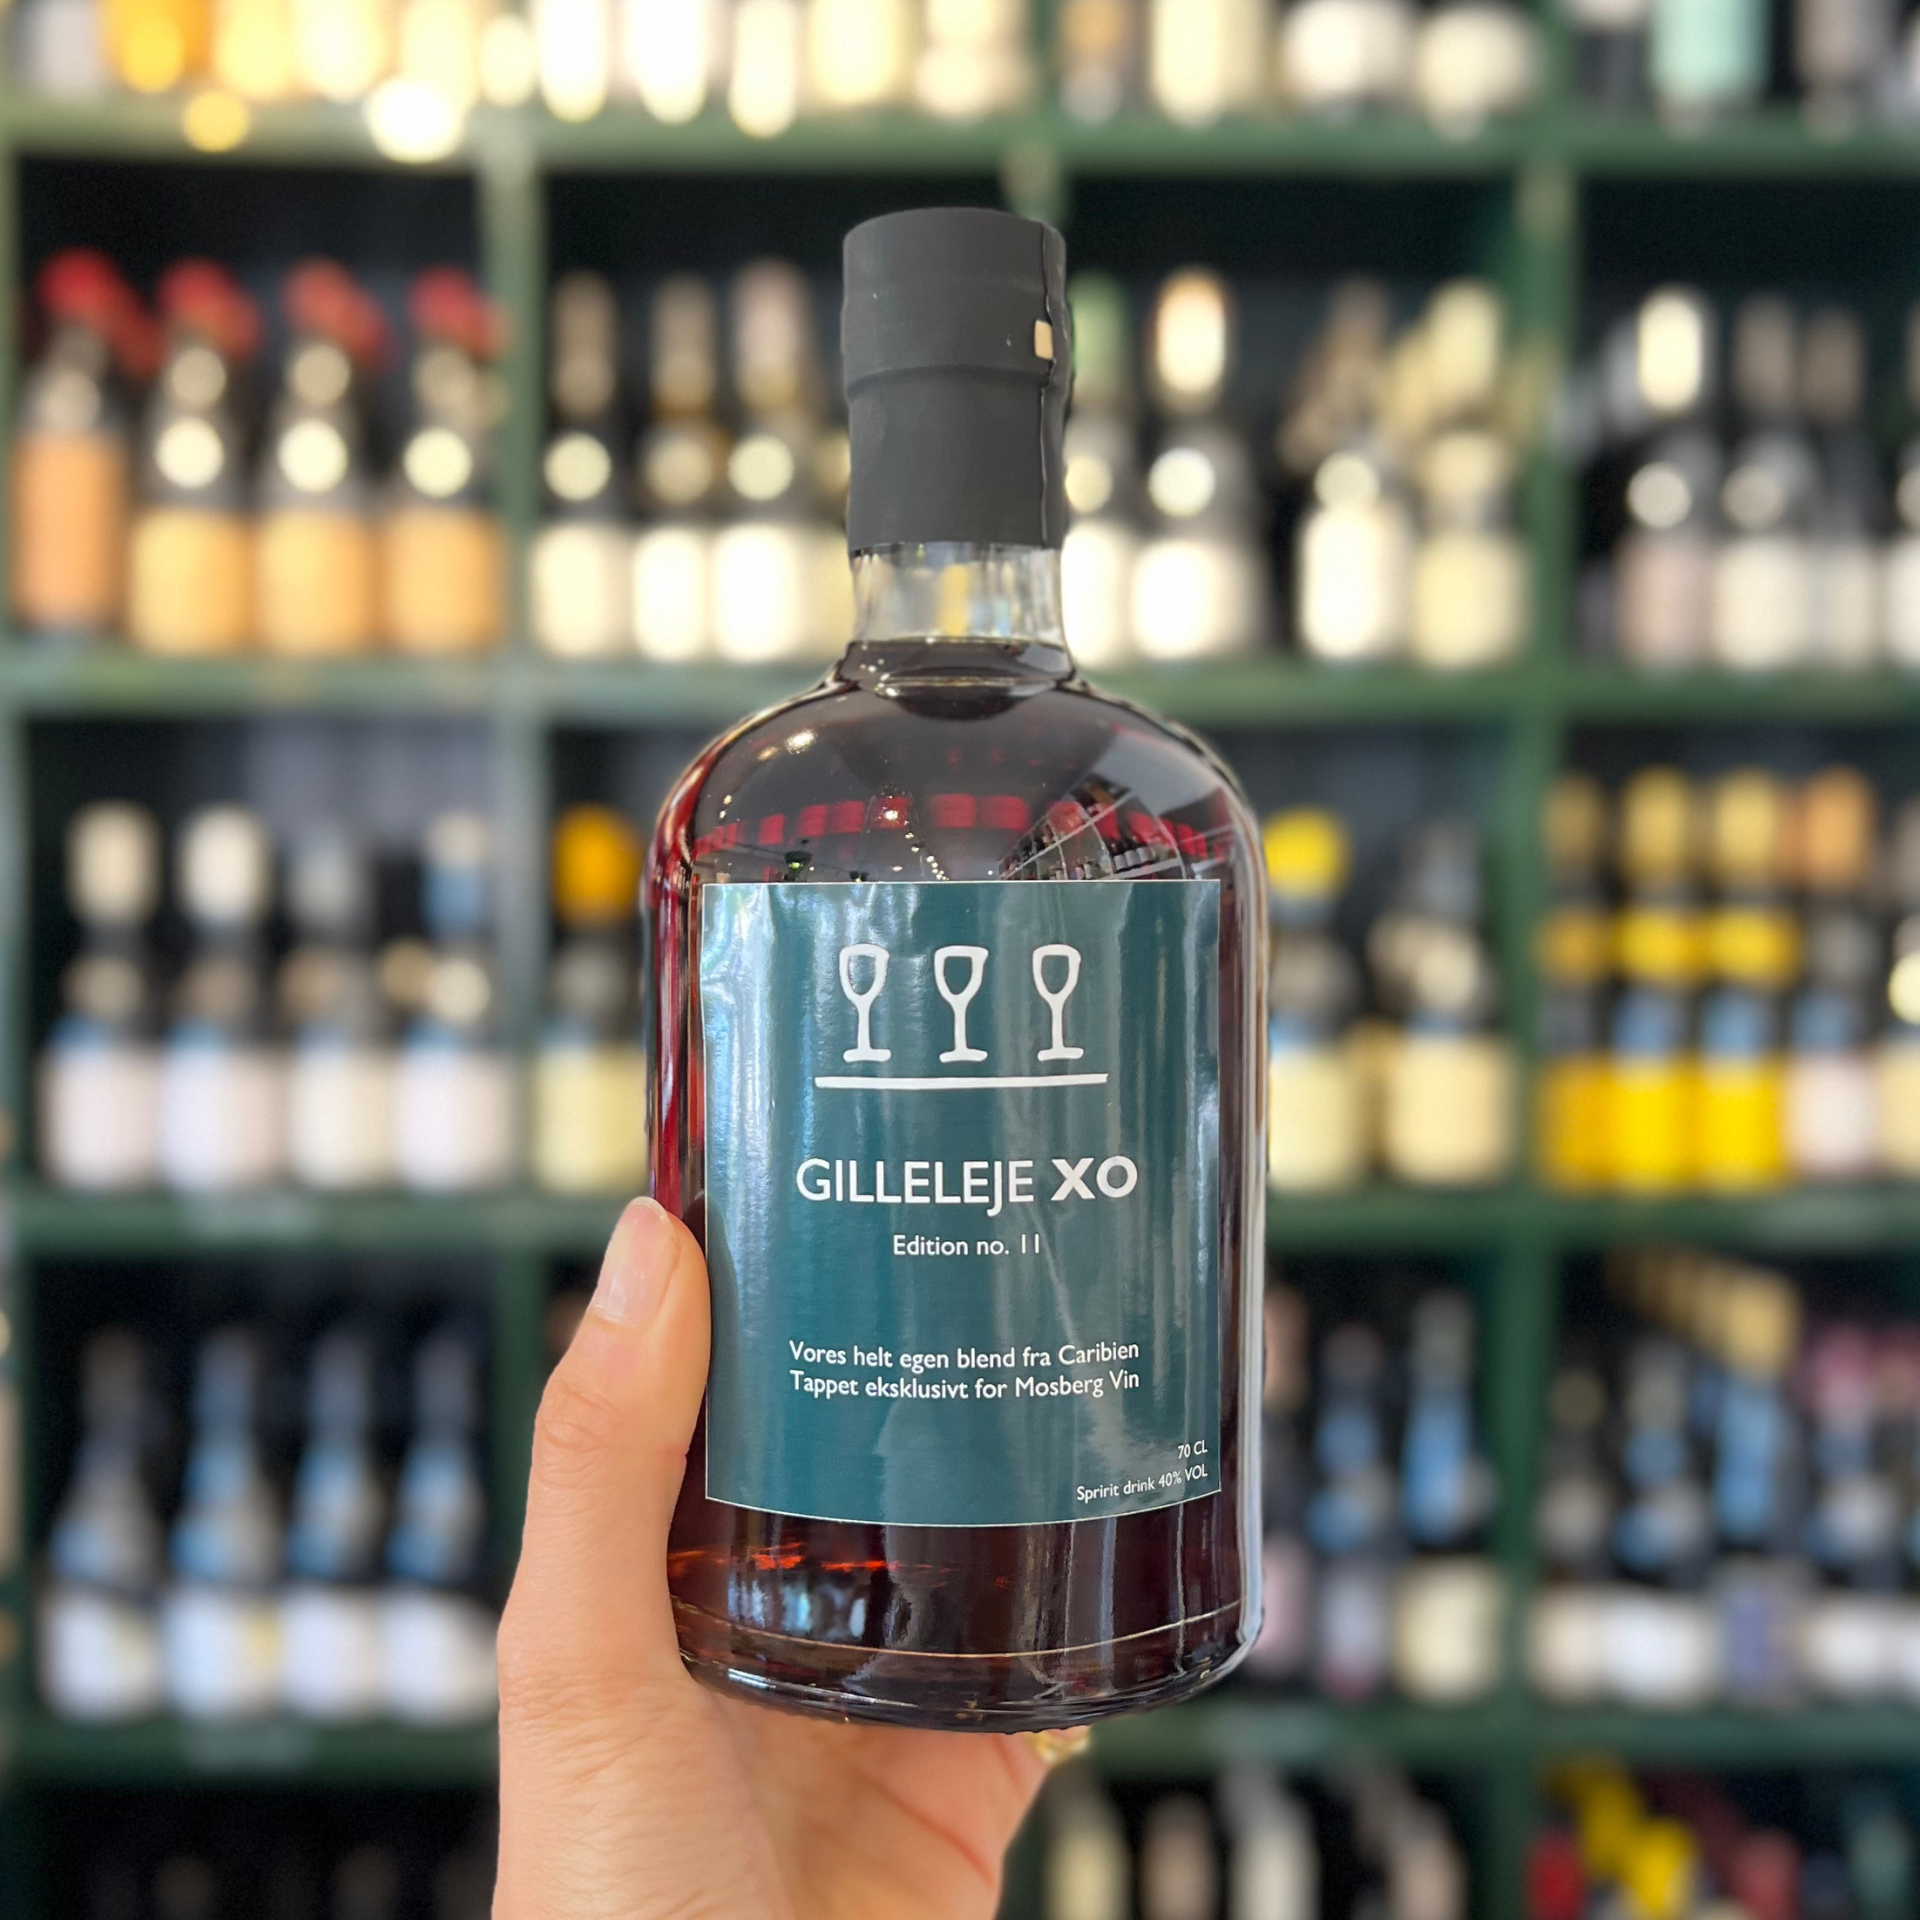 GILLELEJE XO
Edition no. 11
Vores helt egen blend fra Caribien
Tappet eksklusivt for Mosberg Vin
70 CL
Spririt drink 40% VOL